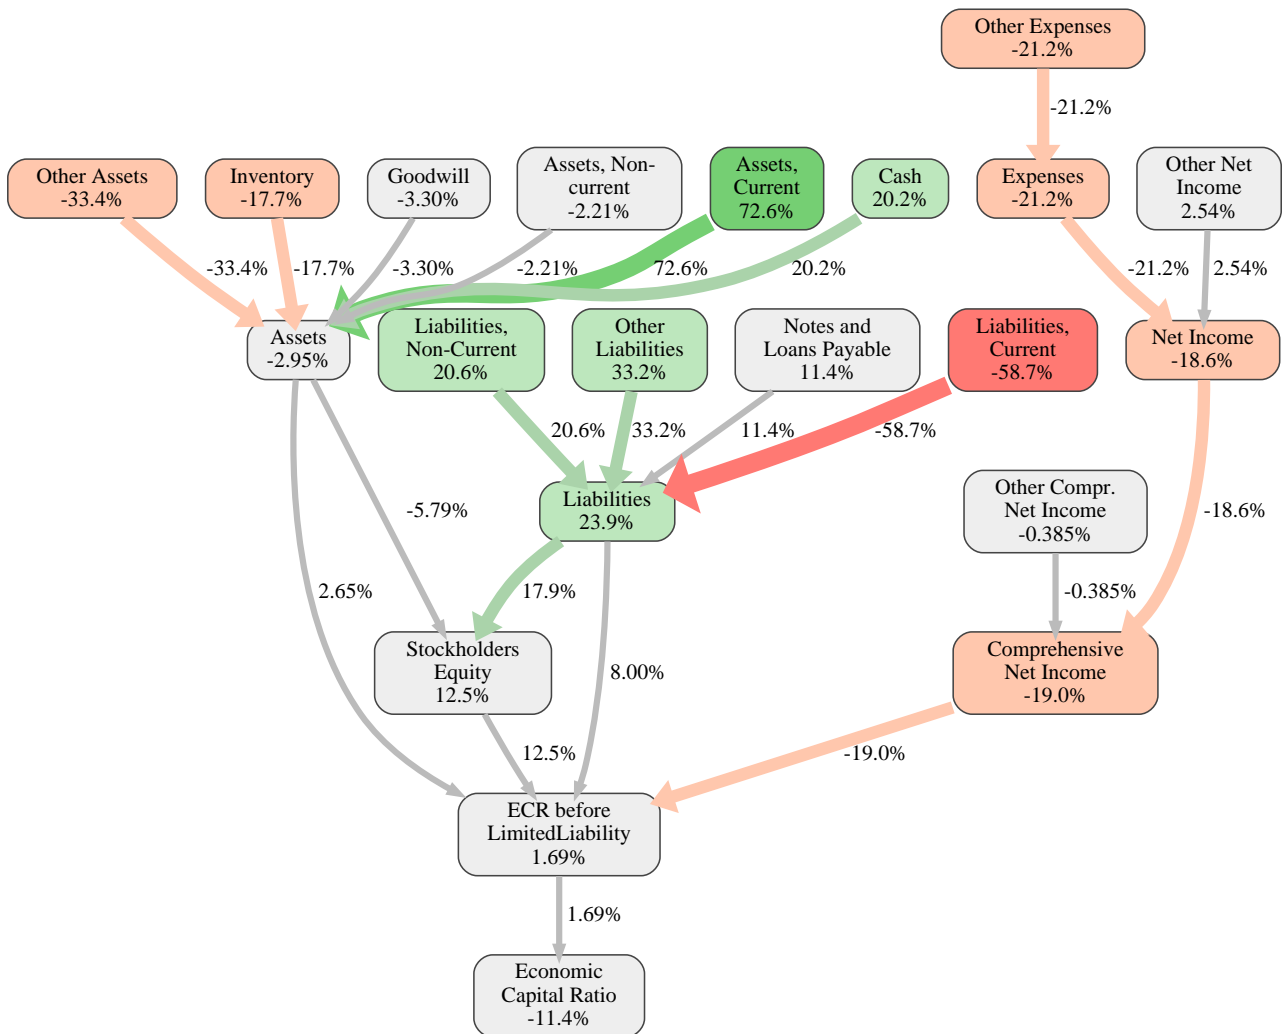 Other Expenses
-21.2%
-21.2%
Other Assets
-33.4%
Inventory
-17.7%
Goodwill
-3.30%
Assets, Non-
current
-2.21%
Assets,
Current
72.6%
Cash
20.2%
Expenses
-21.2%
Other Net
Income
2.54%
-33.4%
-17.7%
-3.30%
-2.21%
72.6%
20.2%
-21.2%
2.54%
Assets
-2.95%
Liabilities,
Non-Current
20.6%
Other
Liabilities
33.2%
Notes and
Loans Payable
11.4%
Liabilities,
Current
-58.7%
Net Income
-18.6%
20.6%
33.2%
11.4%
-58.7%
-5.79%
Liabilities
23.9%
Other Compr.
Net Income
-0.385%
-18.6%
2.65%
17.9%
-0.385%
Stockholders
Equity
12.5%
8.00%
Comprehensive
Net Income
-19.0%
12.5%
-19.0%
ECR before
LimitedLiability
1.69%
1.69%
Economic
Capital Ratio
-11.4%